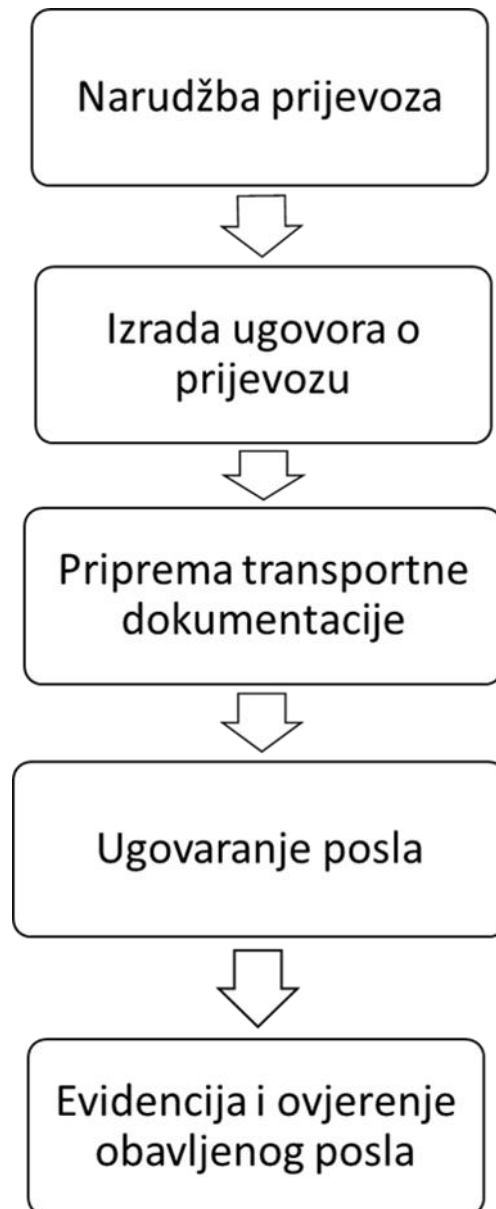 Narudžba prijevoza
Izrada ugovora o
prijevozu
Priprema transportne
dokumentacije
Ugovaranje posla
Evidencija i ovjerenje
obavljenog posla